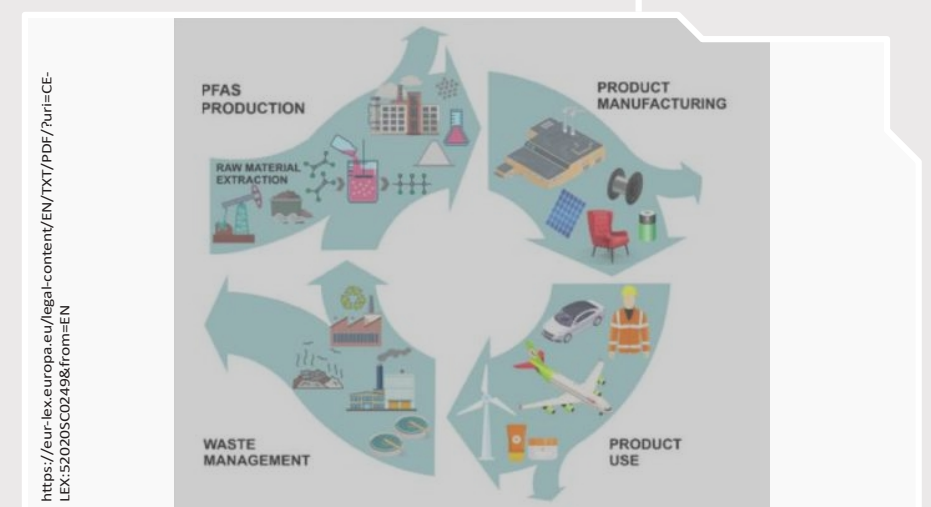 https://eur-lex.europa.eu/legal-content/EN/TXT/PDF/?uri=CE-
LEX:52020SC0249&from=EN
PFAS
PRODUCTION
RAW MATERIAL
EXTRACTION
PRODUCT
MANUFACTURING
WASTE
MANAGEMENT
PRODUCT
USE